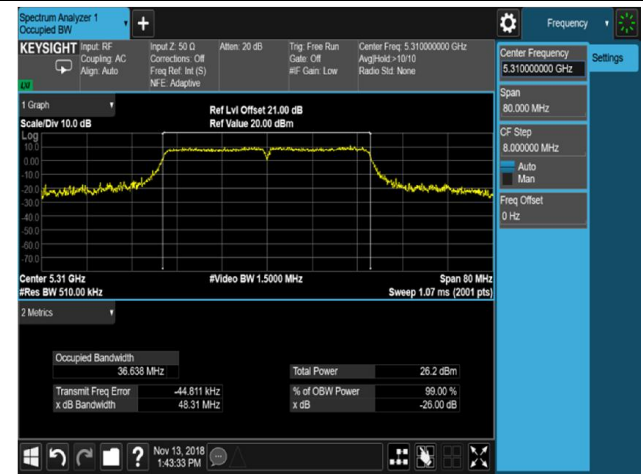 Spectrum Analyzer 1
Occupied BW
Frequency
KEYSIGHT
Input: RF
Coupling: AC
Align: Auto
Input Z: 50 Ω
Corrections: Off
Freq Ref: Int (S)
NFE: Adaptive
Atten: 20 dB
Trig: Free Run
Gate: Off
#IF Gain: Low
Center Freq: 5.310000000 GHz
Avg|Hold:>10/10
Radio Std: None
Center Frequency
5.310000000 GHz
Settings
Span
80.000 MHz
CF Step
8.000000 MHz
Auto
Man
Freq Offset
0 Hz
1 Graph
Scale/Div 10.0 dB
Ref Lvl Offset 21.00 dB
Ref Value 20.00 dBm
Log
10.0
0.00
-10.0
-20.0
-30.0
-40.0
-50.0
-60.0
-70.0
Center 5.31 GHz
#Video BW 1.5000 MHz
Span 80 MHz
#Res BW 510.00 kHz
Sweep 1.07 ms (2001 pts)
2 Metrics
Occupied Bandwidth
36.638 MHz
Total Power 26.2 dBm
Transmit Freq Error -44.811 kHz
% of OBW Power 99.00 %
x dB Bandwidth 48.31 MHz
x dB -26.00 dB
?
Nov 13, 2018
1:43:33 PM